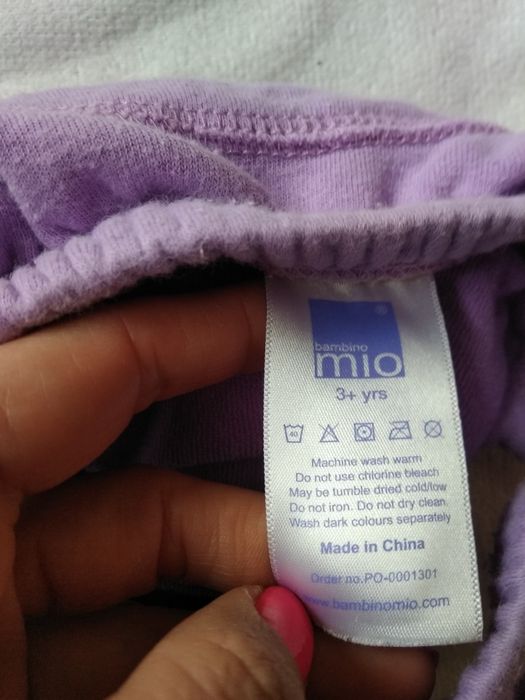 bambino
mio
3+ yrs
40
Machine wash warm
Do not use chlorine bleach
May be tumble dried cold/low
Do not iron. Do not dry clean.
Wash dark colours separately
Made in China
Order no.PO-0001301
www.bambinomio.com